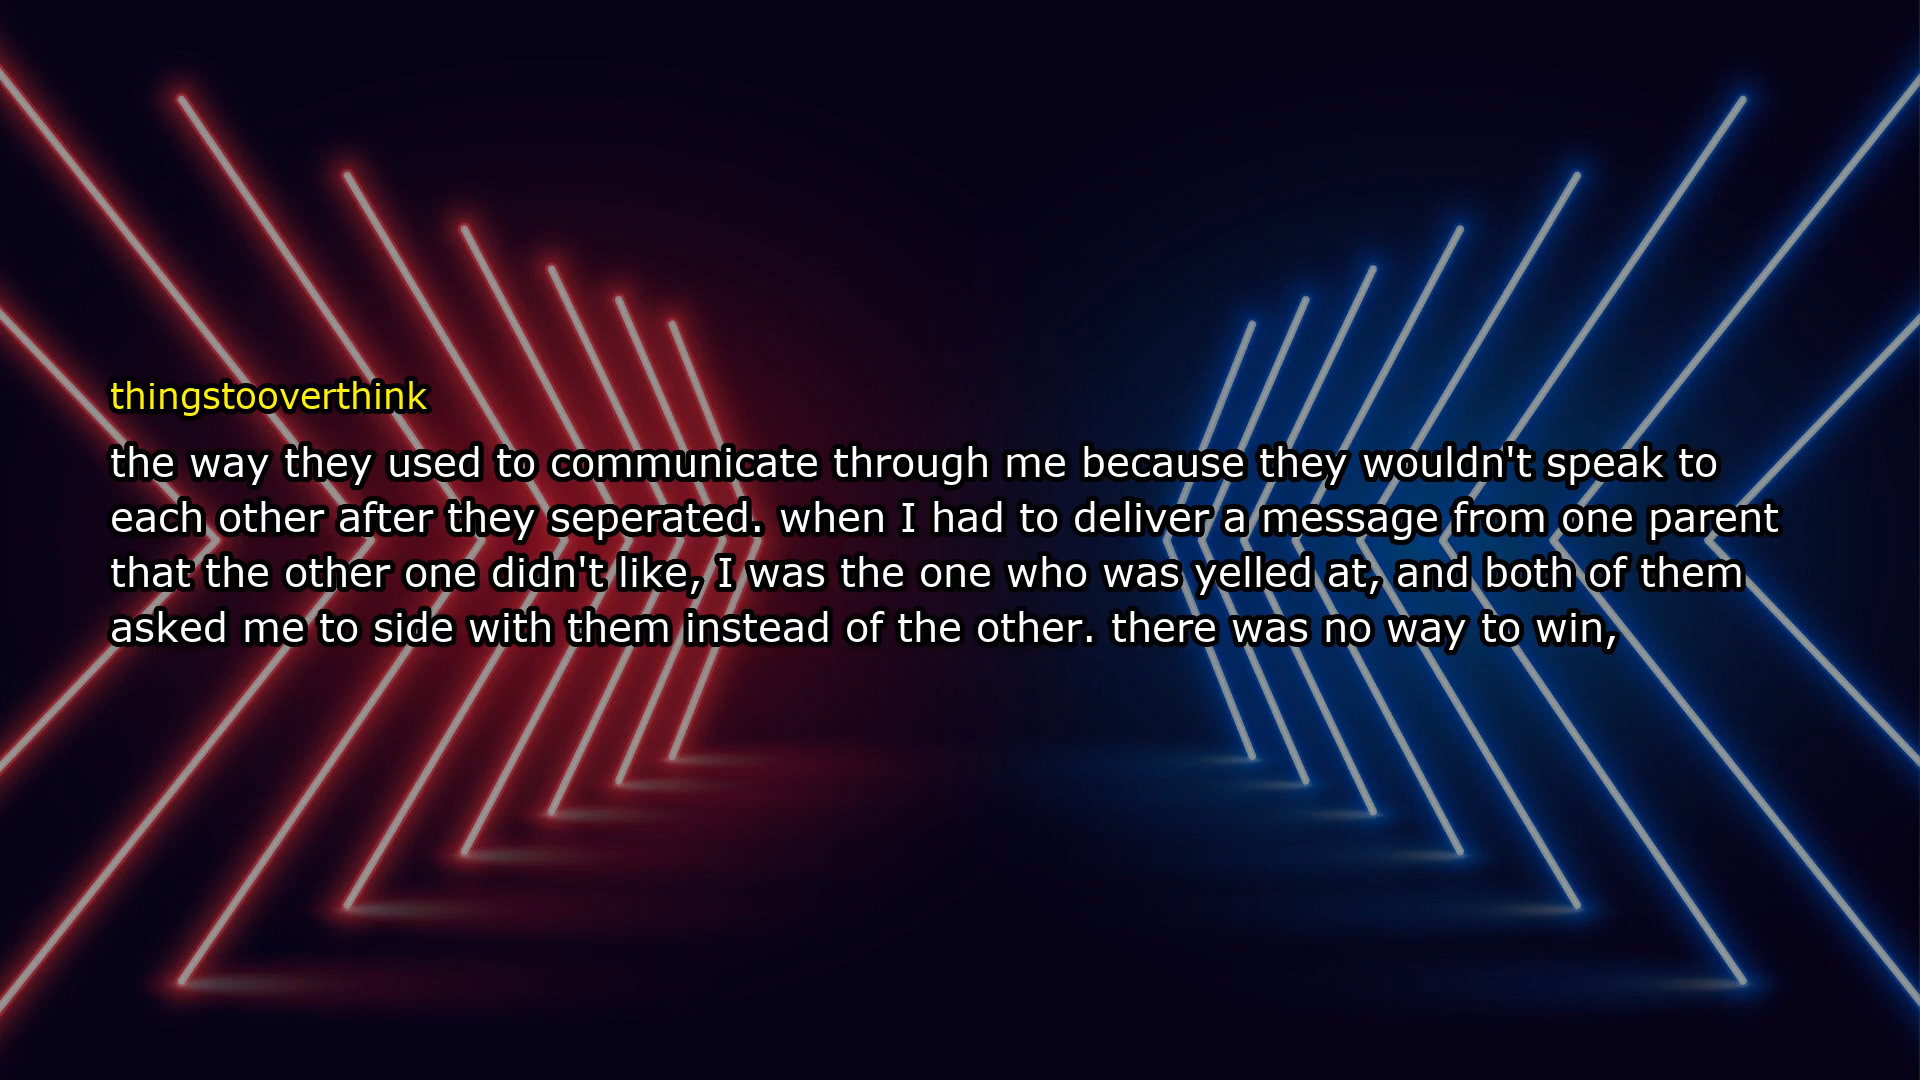 thingstooverthink
the way they used to communicate through me because they wouldn't speak to
each other after they seperated. when I had to deliver a message from one parent
that the other one didn't like, I was the one who was yelled at, and both of them
asked me to side with them instead of the other. there was no way to win,